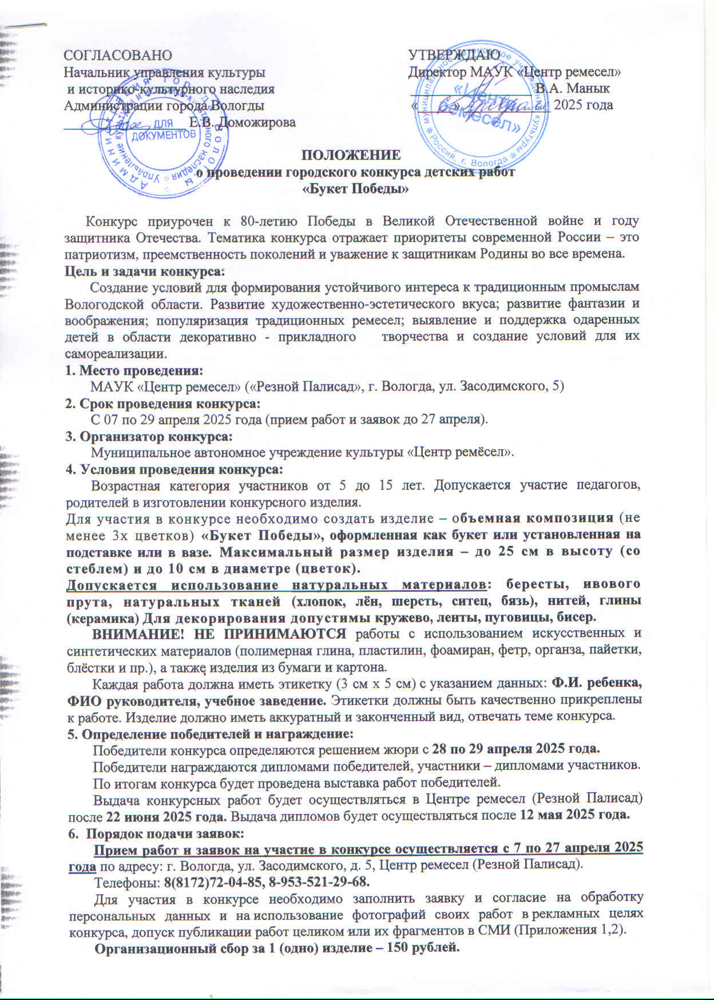 СОГЛАСОВАНО
Начальник управления культуры
и историко-культурного наследия
Администрации города Вологды
Е.В. Доможирова
УТВЕРЖДАЮ
Директор МАУК «Центр ремесел»
В.А. Манык
« » 2025 года
Администрация города Вологды
Управление культуры и историко-культурного наследия
ДЛЯ
ДОКУМЕНТОВ
Муниципальное автономное учреждение культуры
Россия, г. Вологда
«Центр
ремесел»
ПОЛОЖЕНИЕ
о проведении городского конкурса детских работ
«Букет Победы»
Конкурс приурочен к 80-летию Победы в Великой Отечественной войне и году
защитника Отечества. Тематика конкурса отражает приоритеты современной России – это
патриотизм, преемственность поколений и уважение к защитникам Родины во все времена.
Цель и задачи конкурса:
Создание условий для формирования устойчивого интереса к традиционным промыслам
Вологодской области. Развитие художественно-эстетического вкуса; развитие фантазии и
воображения; популяризация традиционных ремесел; выявление и поддержка одаренных
детей в области декоративно - прикладного творчества и создание условий для их
самореализации.
1. Место проведения:
МАУК «Центр ремесел» («Резной Палисад», г. Вологда, ул. Засодимского, 5)
2. Срок проведения конкурса:
С 07 по 29 апреля 2025 года (прием работ и заявок до 27 апреля).
3. Организатор конкурса:
Муниципальное автономное учреждение культуры «Центр ремёсел».
4. Условия проведения конкурса:
Возрастная категория участников от 5 до 15 лет. Допускается участие педагогов,
родителей в изготовлении конкурсного изделия.
Для участия в конкурсе необходимо создать изделие – объемная композиция (не
менее 3х цветков) «Букет Победы», оформленная как букет или установленная на
подставке или в вазе. Максимальный размер изделия – до 25 см в высоту (со
стеблем) и до 10 см в диаметре (цветок).
Допускается использование натуральных материалов: бересты, ивового
прута, натуральных тканей (хлопок, лён, шерсть, ситец, бязь), нитей, глины
(керамика) Для декорирования допустимы кружево, ленты, пуговицы, бисер.
ВНИМАНИЕ! НЕ ПРИНИМАЮТСЯ работы с использованием искусственных и
синтетических материалов (полимерная глина, пластилин, фоамиран, фетр, органза, пайетки,
блёстки и пр.), а также изделия из бумаги и картона.
Каждая работа должна иметь этикетку (3 см х 5 см) с указанием данных: Ф.И. ребенка,
ФИО руководителя, учебное заведение. Этикетки должны быть качественно прикреплены
к работе. Изделие должно иметь аккуратный и законченный вид, отвечать теме конкурса.
5. Определение победителей и награждение:
Победители конкурса определяются решением жюри с 28 по 29 апреля 2025 года.
Победители награждаются дипломами победителей, участники – дипломами участников.
По итогам конкурса будет проведена выставка работ победителей.
Выдача конкурсных работ будет осуществляться в Центре ремесел (Резной Палисад)
после 22 июня 2025 года. Выдача дипломов будет осуществляться после 12 мая 2025 года.
6. Порядок подачи заявок:
Прием работ и заявок на участие в конкурсе осуществляется с 7 по 27 апреля 2025
года по адресу: г. Вологда, ул. Засодимского, д. 5, Центр ремесел (Резной Палисад).
Телефоны: 8(8172)72-04-85, 8-953-521-29-68.
Для участия в конкурсе необходимо заполнить заявку и согласие на обработку
персональных данных и на использование фотографий своих работ в рекламных целях
конкурса, допуск публикации работ целиком или их фрагментов в СМИ (Приложения 1,2).
Организационный сбор за 1 (одно) изделие – 150 рублей.